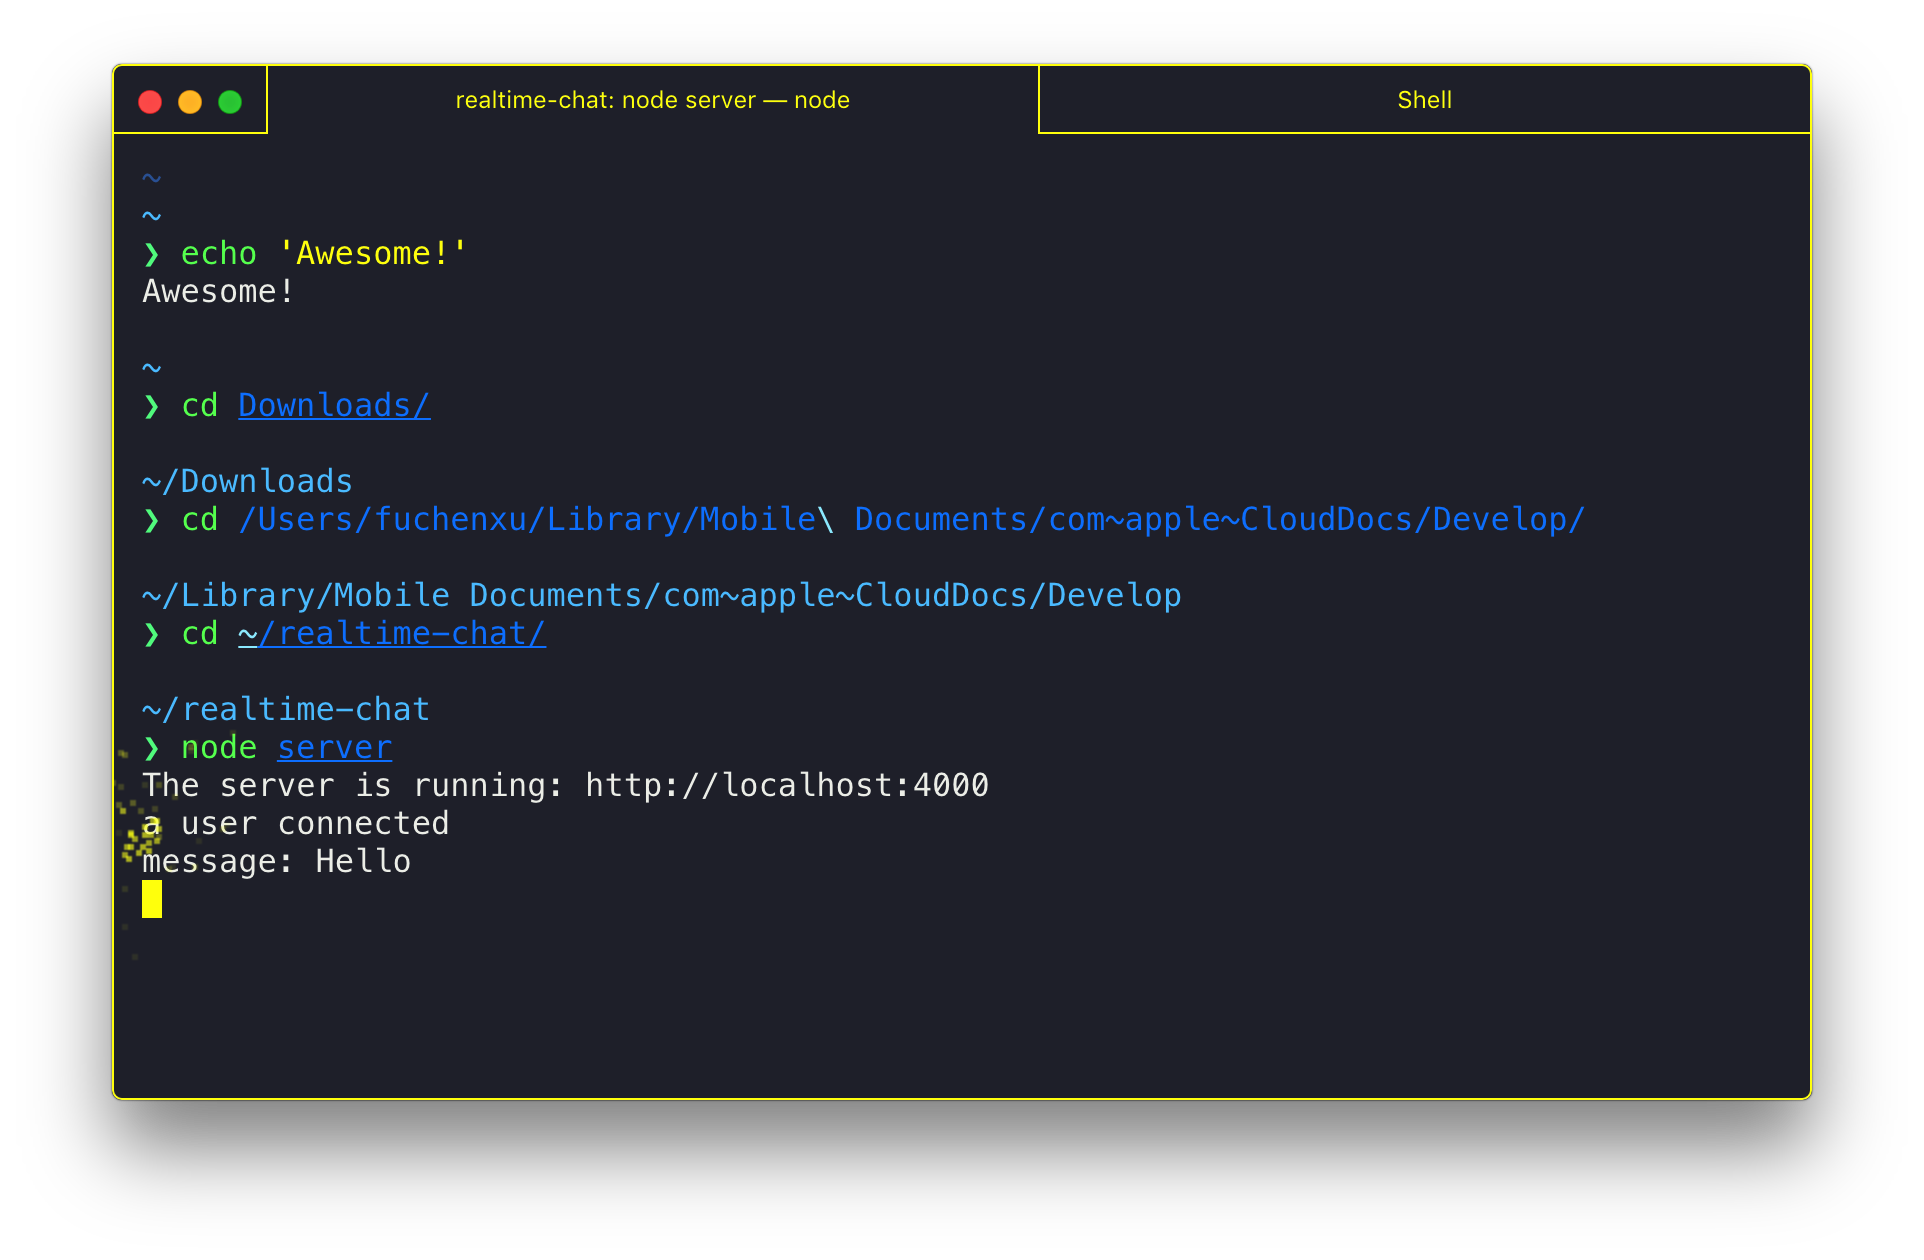 realtime-chat: node server — node
Shell
~
~
❯ echo 'Awesome!'
Awesome!
~
❯ cd Downloads/
~/Downloads
❯ cd /Users/fuchenxu/Library/Mobile\ Documents/com~apple~CloudDocs/Develop/
~/Library/Mobile Documents/com~apple~CloudDocs/Develop
❯ cd ~/realtime-chat/
~/realtime-chat
❯ node server
The server is running: http://localhost:4000
a user connected
message: Hello